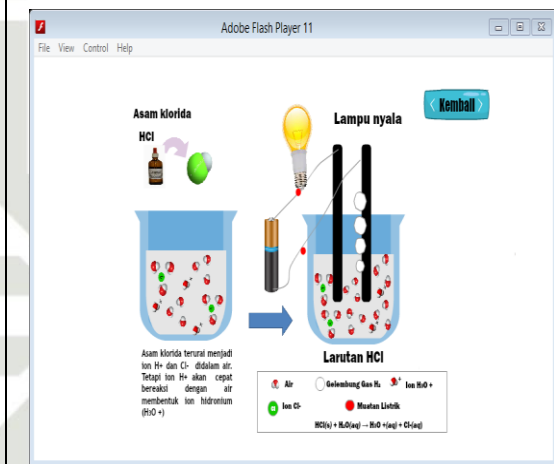 Adobe Flash Player 11
File View Control Help
Kembali
Asam klorida
HCl
Lampu nyala
Asam klorida terurai menjadi
ion H+ dan Cl- didalam air.
Tetapi ion H+ akan cepat
bereaksi dengan air
membentuk ion hidronium
(H₃O +)
Larutan HCl
Air
Gelembung Gas H₂
Ion H₃O +
Ion Cl-
Muatan Listrik
HCl(s) + H₂O(aq) → H₃O +(aq) + Cl-(aq)